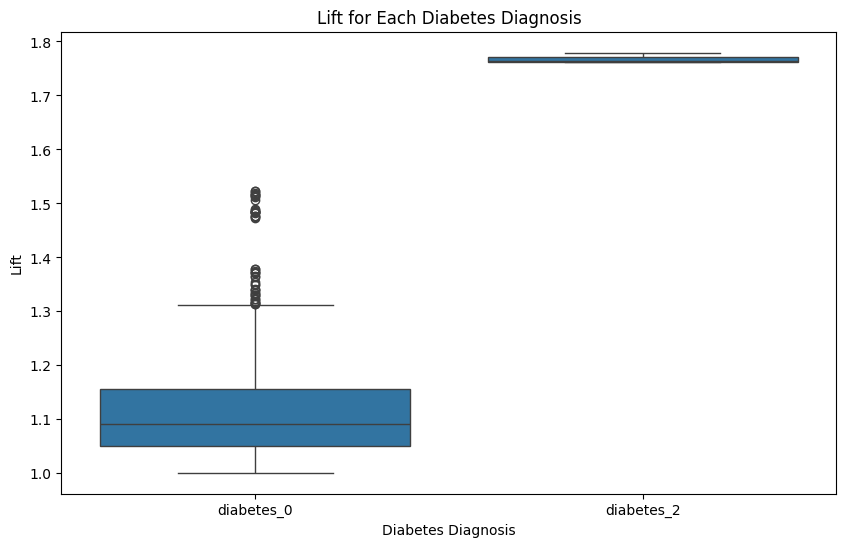 Lift for Each Diabetes Diagnosis
1.8
1.7
1.6
1.5
1.4
1.3
1.2
1.1
1.0
Lift
diabetes_0
diabetes_2
Diabetes Diagnosis